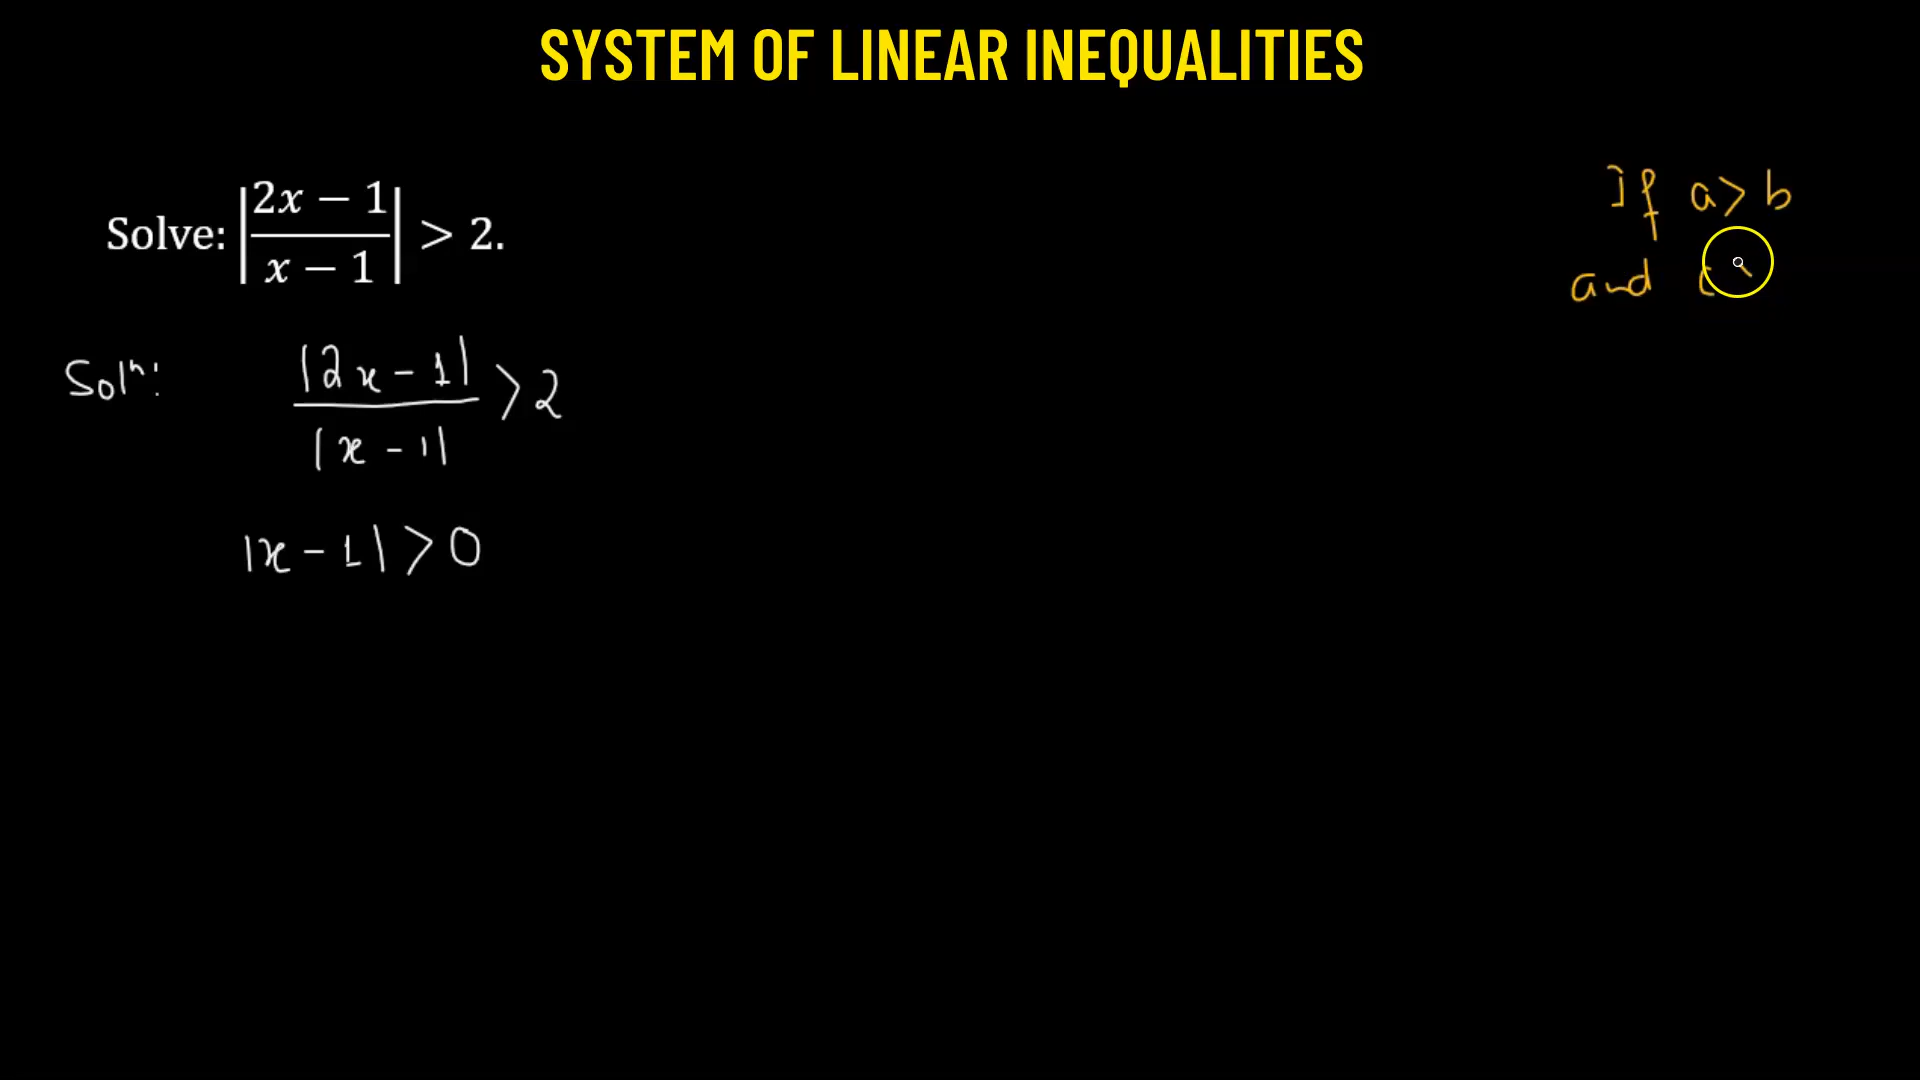 SYSTEM OF LINEAR INEQUALITIES
Solve: |(2x − 1)/(x − 1)| > 2.
If a > b
and c
Solⁿ: |2x - 1|/|x - 1| > 2
|x - 1| > 0